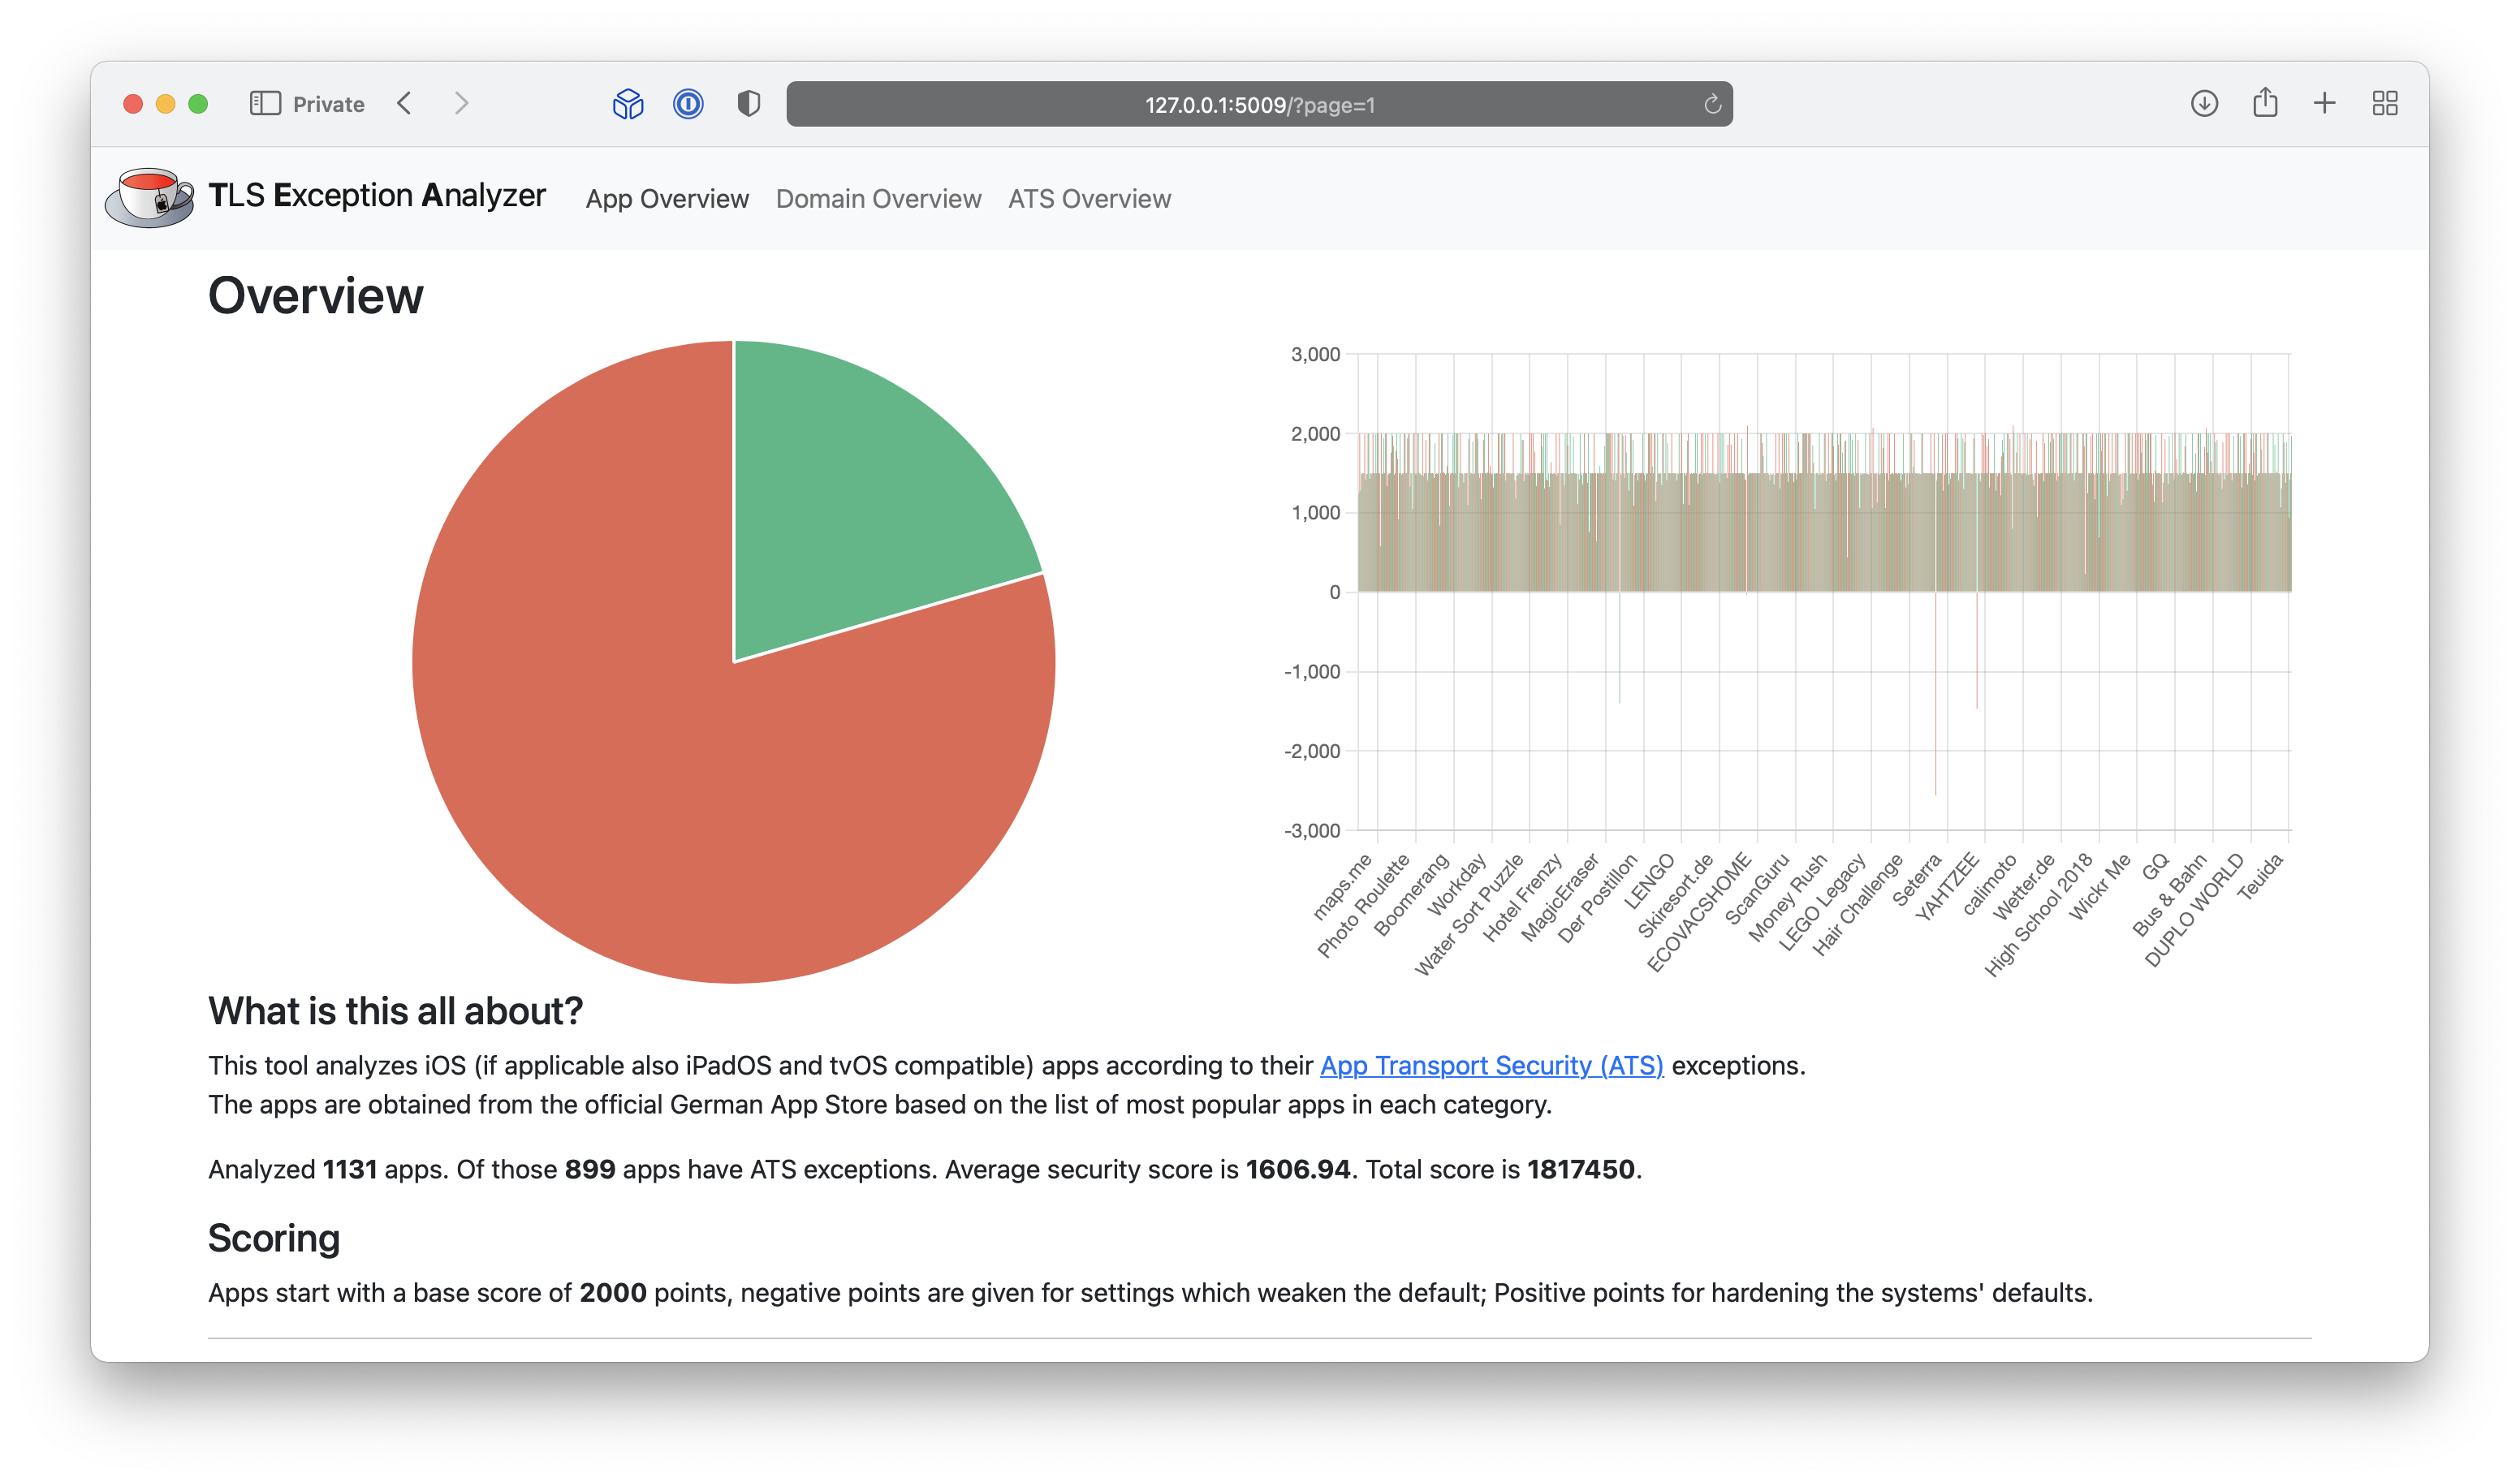 Private
127.0.0.1:5009/?page=1
TLS Exception Analyzer
App Overview
Domain Overview
ATS Overview
Overview
3,000
2,000
1,000
0
-1,000
-2,000
-3,000
maps.me
Photo Roulette
Boomerang
Workday
Water Sort Puzzle
Hotel Frenzy
MagicEraser
Der Postillon
LENGO
Skiresort.de
ECOVACSHOME
ScanGuru
Money Rush
LEGO Legacy
Hair Challenge
Seterra
YAHTZEE
calimoto
Wetter.de
High School 2018
Wickr Me
GQ
Bus & Bahn
DUPLO WORLD
Teuida
What is this all about?
This tool analyzes iOS (if applicable also iPadOS and tvOS compatible) apps according to their App Transport Security (ATS) exceptions.
The apps are obtained from the official German App Store based on the list of most popular apps in each category.
Analyzed 1131 apps. Of those 899 apps have ATS exceptions. Average security score is 1606.94. Total score is 1817450.
Scoring
Apps start with a base score of 2000 points, negative points are given for settings which weaken the default; Positive points for hardening the systems' defaults.